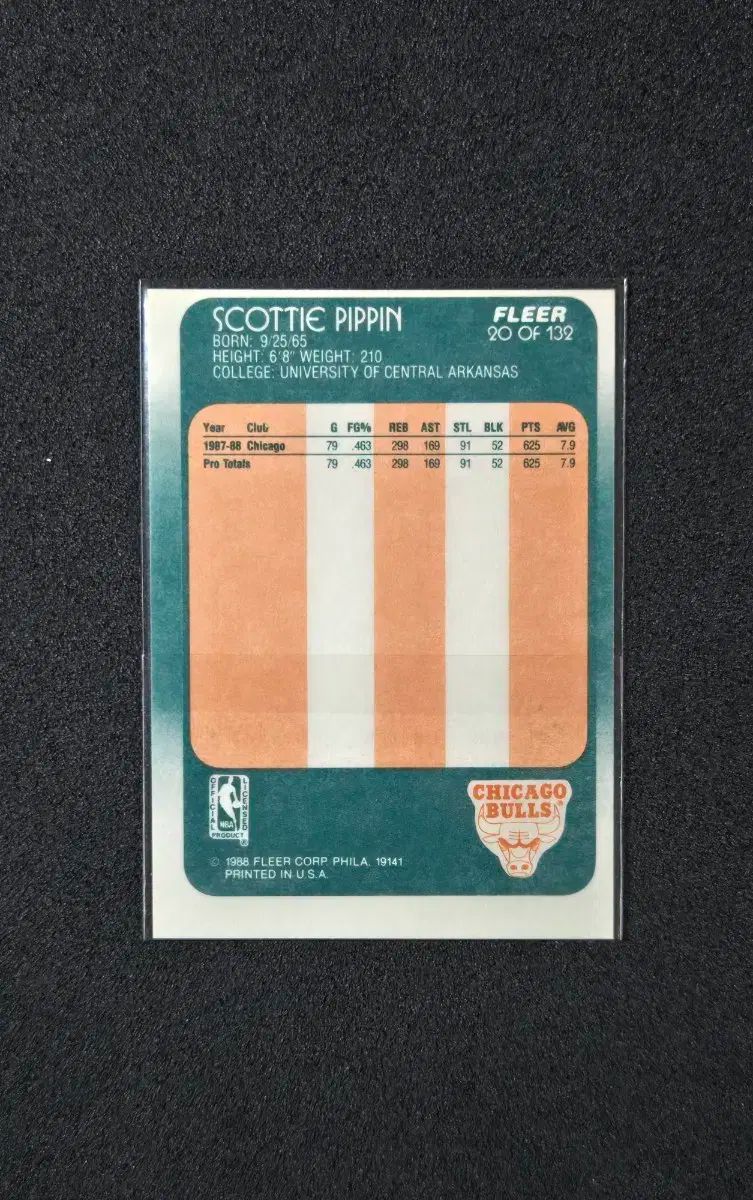 SCOTTIE PIPPIN
FLEER
20 OF 132
BORN: 9/25/65
HEIGHT: 6'8" WEIGHT: 210
COLLEGE: UNIVERSITY OF CENTRAL ARKANSAS
Year Club G FG% REB AST STL BLK PTS AVG
1987-88 Chicago 79 .463 298 169 91 52 625 7.9
Pro Totals 79 .463 298 169 91 52 625 7.9
OFFICIAL
LICENSED
NBA
PRODUCT
®
CHICAGO
BULLS
© 1988 FLEER CORP. PHILA. 19141
PRINTED IN U.S.A.